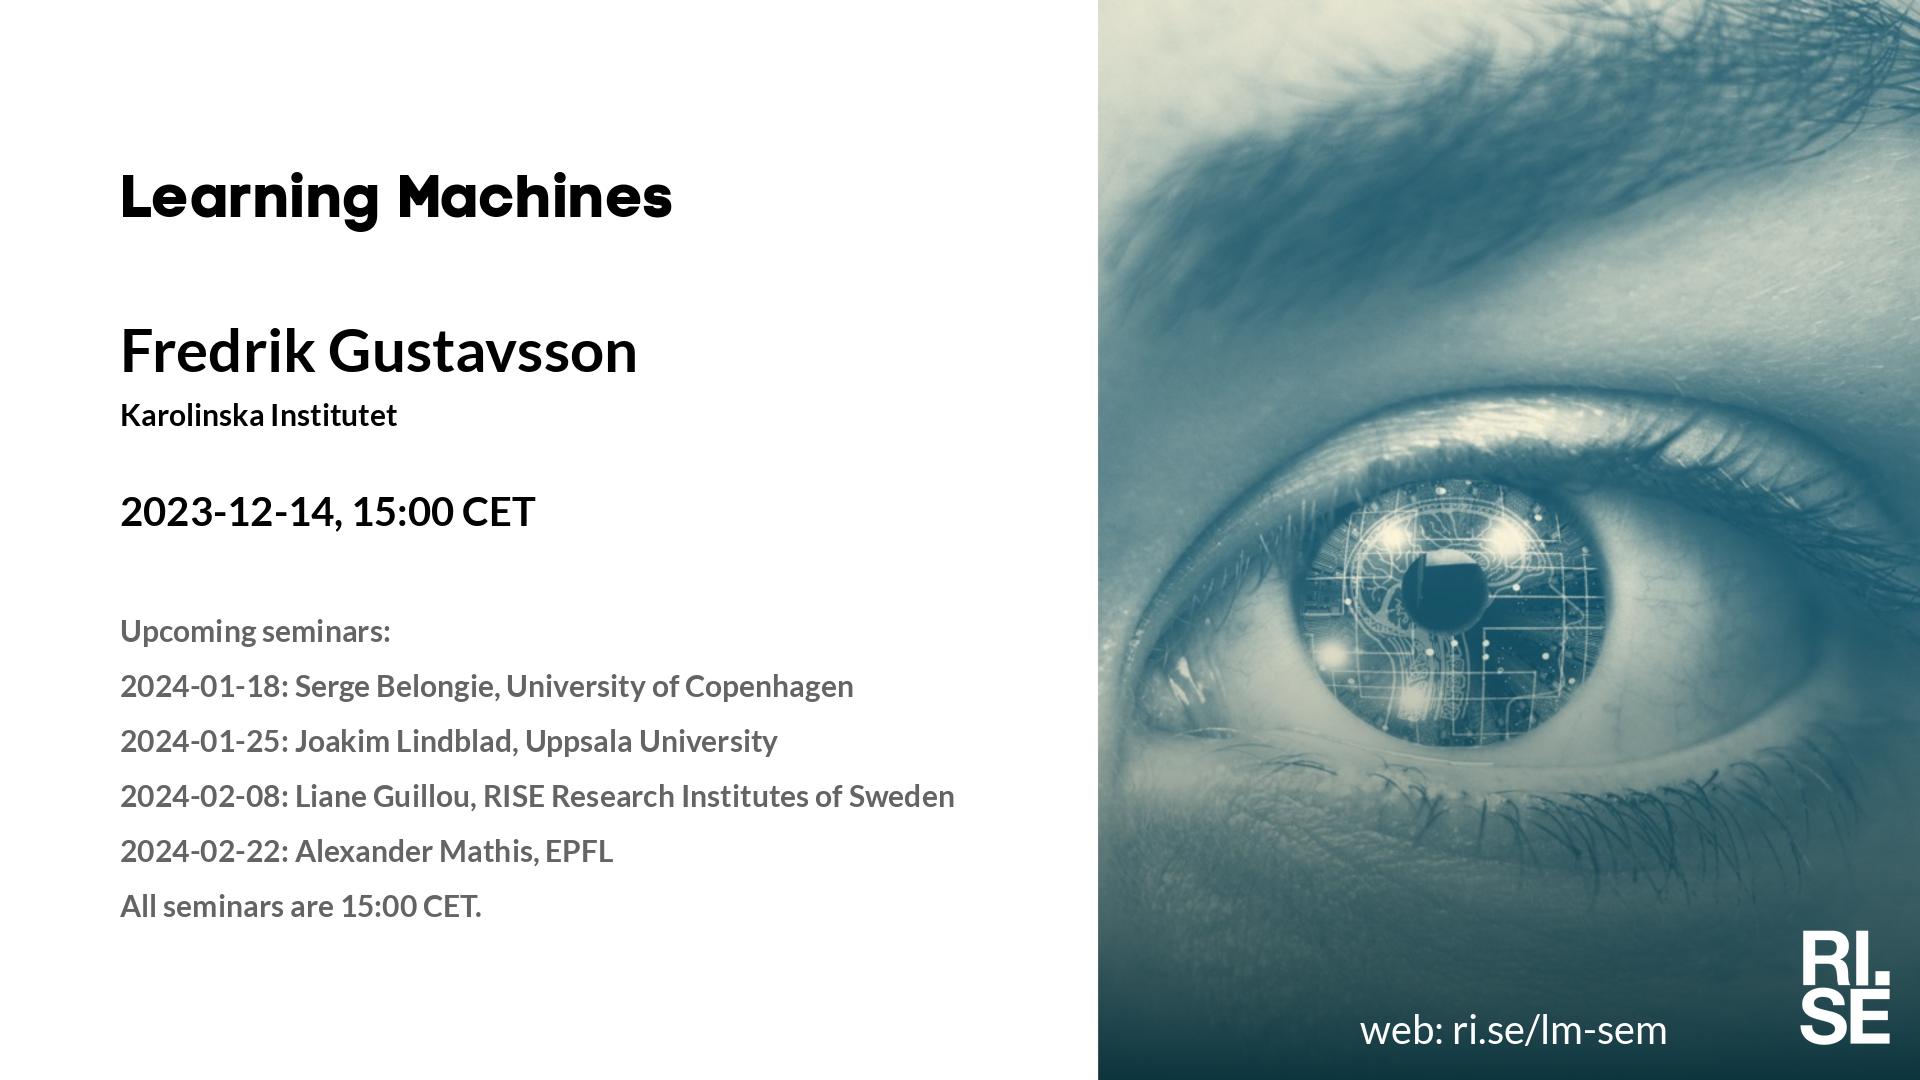 Learning Machines
Fredrik Gustavsson
Karolinska Institutet
2023-12-14, 15:00 CET
Upcoming seminars:
2024-01-18: Serge Belongie, University of Copenhagen
2024-01-25: Joakim Lindblad, Uppsala University
2024-02-08: Liane Guillou, RISE Research Institutes of Sweden
2024-02-22: Alexander Mathis, EPFL
All seminars are 15:00 CET.
web: ri.se/lm-sem
RI.
SE